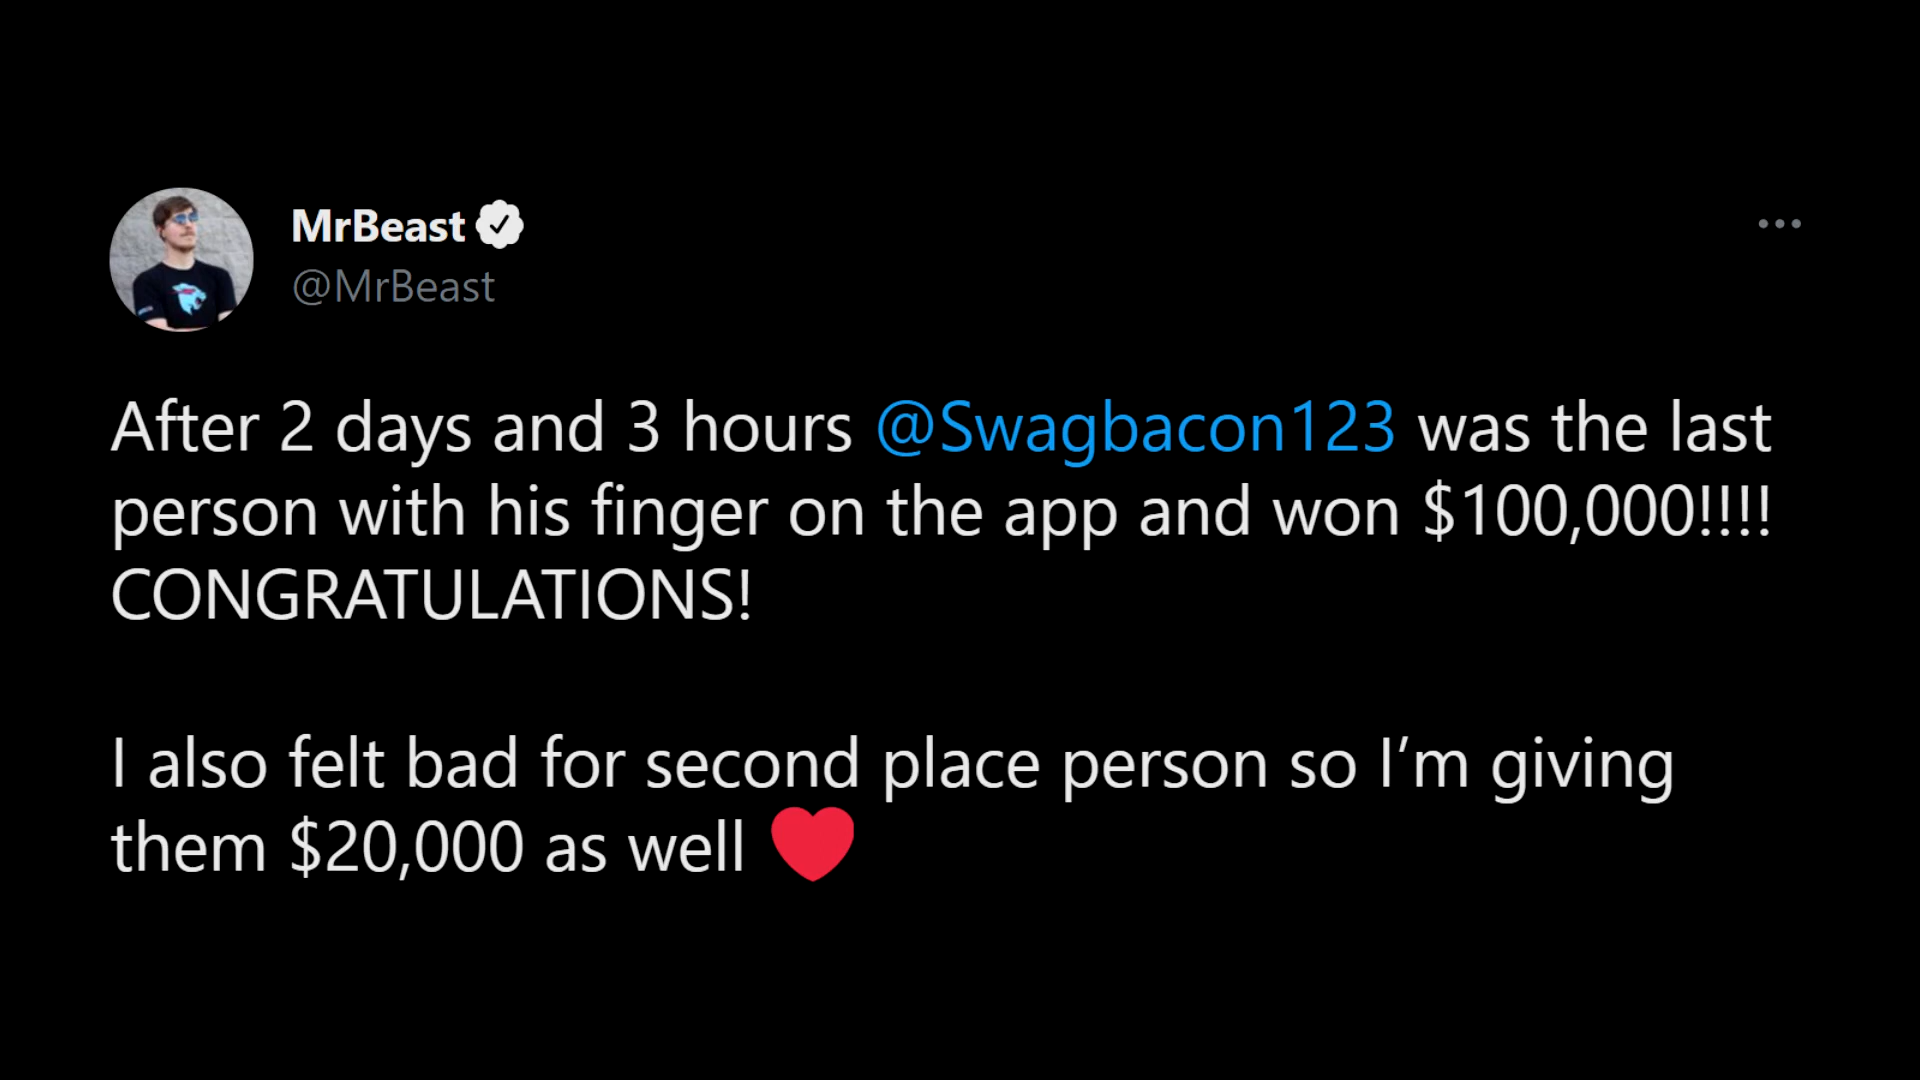 MrBeast
@MrBeast
After 2 days and 3 hours @Swagbacon123 was the last
person with his finger on the app and won $100,000!!!!
CONGRATULATIONS!
I also felt bad for second place person so I’m giving
them $20,000 as well ❤️